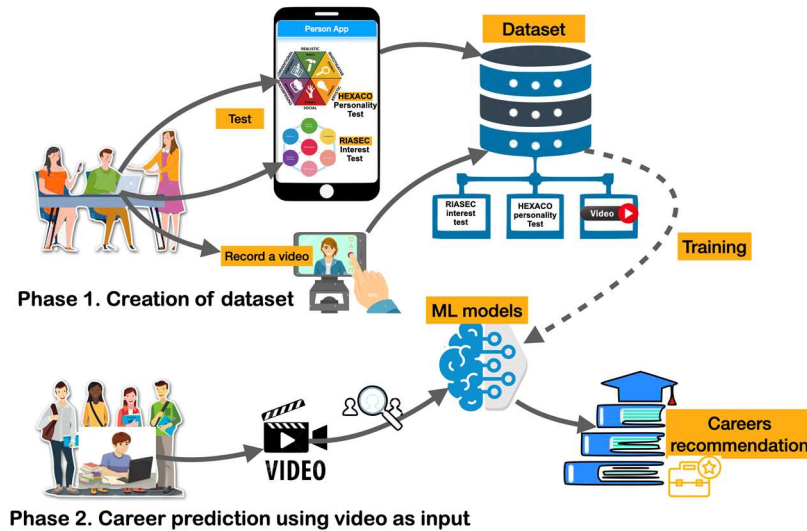 Person App
REALISTIC
SOCIAL
HEXACO
Personality
Test
RIASEC
Interest
Test
Test
Record a video
Dataset
RIASEC
interest
test
HEXACO
personality
Test
Video
Training
Phase 1. Creation of dataset
ML models
VIDEO
Careers
recommendation
Phase 2. Career prediction using video as input